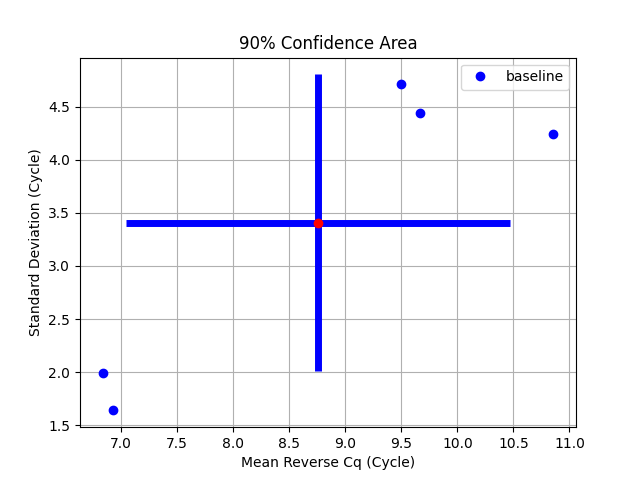 90% Confidence Area
baseline
Standard Deviation (Cycle)
4.5
4.0
3.5
3.0
2.5
2.0
1.5
7.0 7.5 8.0 8.5 9.0 9.5 10.0 10.5 11.0
Mean Reverse Cq (Cycle)